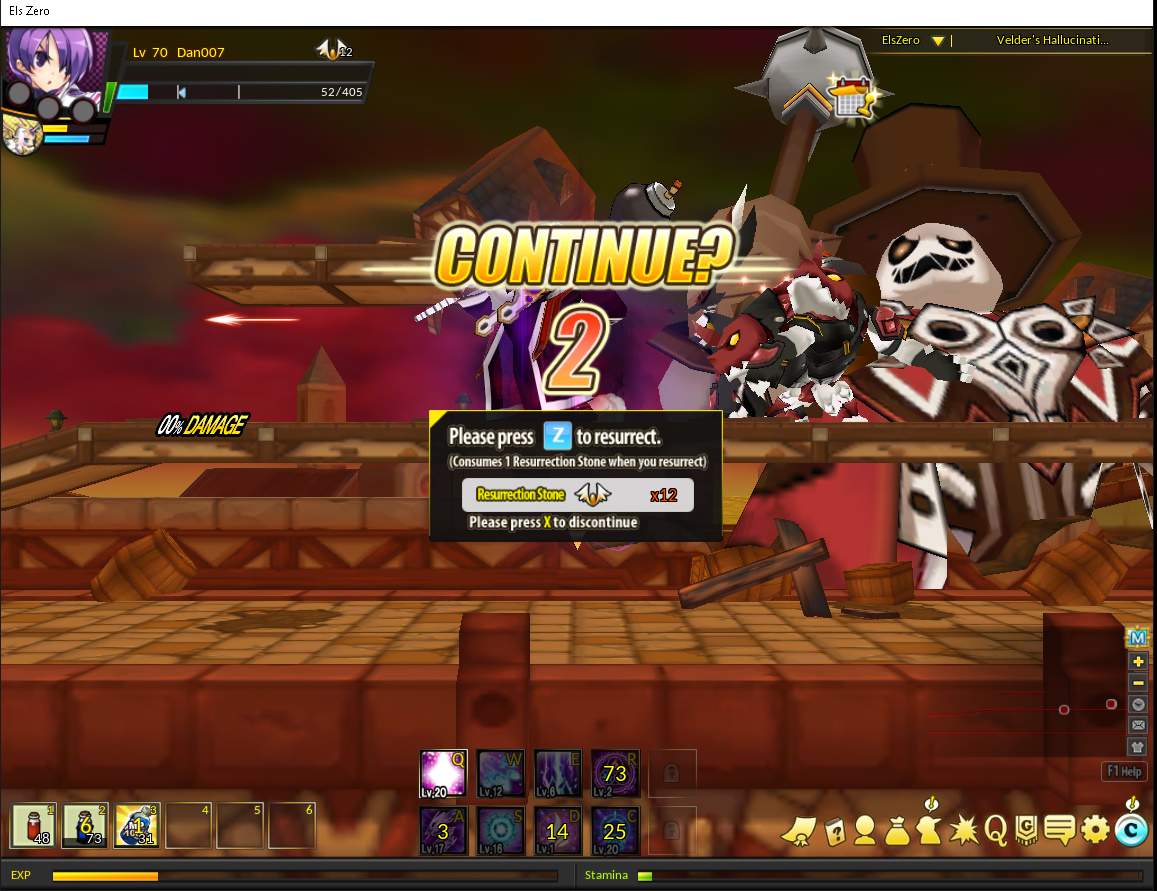 Els Zero
Lv 70 Dan007
12
ElsZero
Velder's Hallucinati...
52/405
CONTINUE?
2
00% DAMAGE
Please press Z to resurrect.
(Consumes 1 Resurrection Stone when you resurrect)
Resurrection Stone x12
Please press X to discontinue
M
F1 Help
Q W E R
73
Lv.20 Lv.12 Lv.6 Lv.2
1 2 3 4 5 6
6 1
48 73 31
A S D C
3 14 25
Lv.17 Lv.16 Lv.1 Lv.20
Q
C
EXP
Stamina